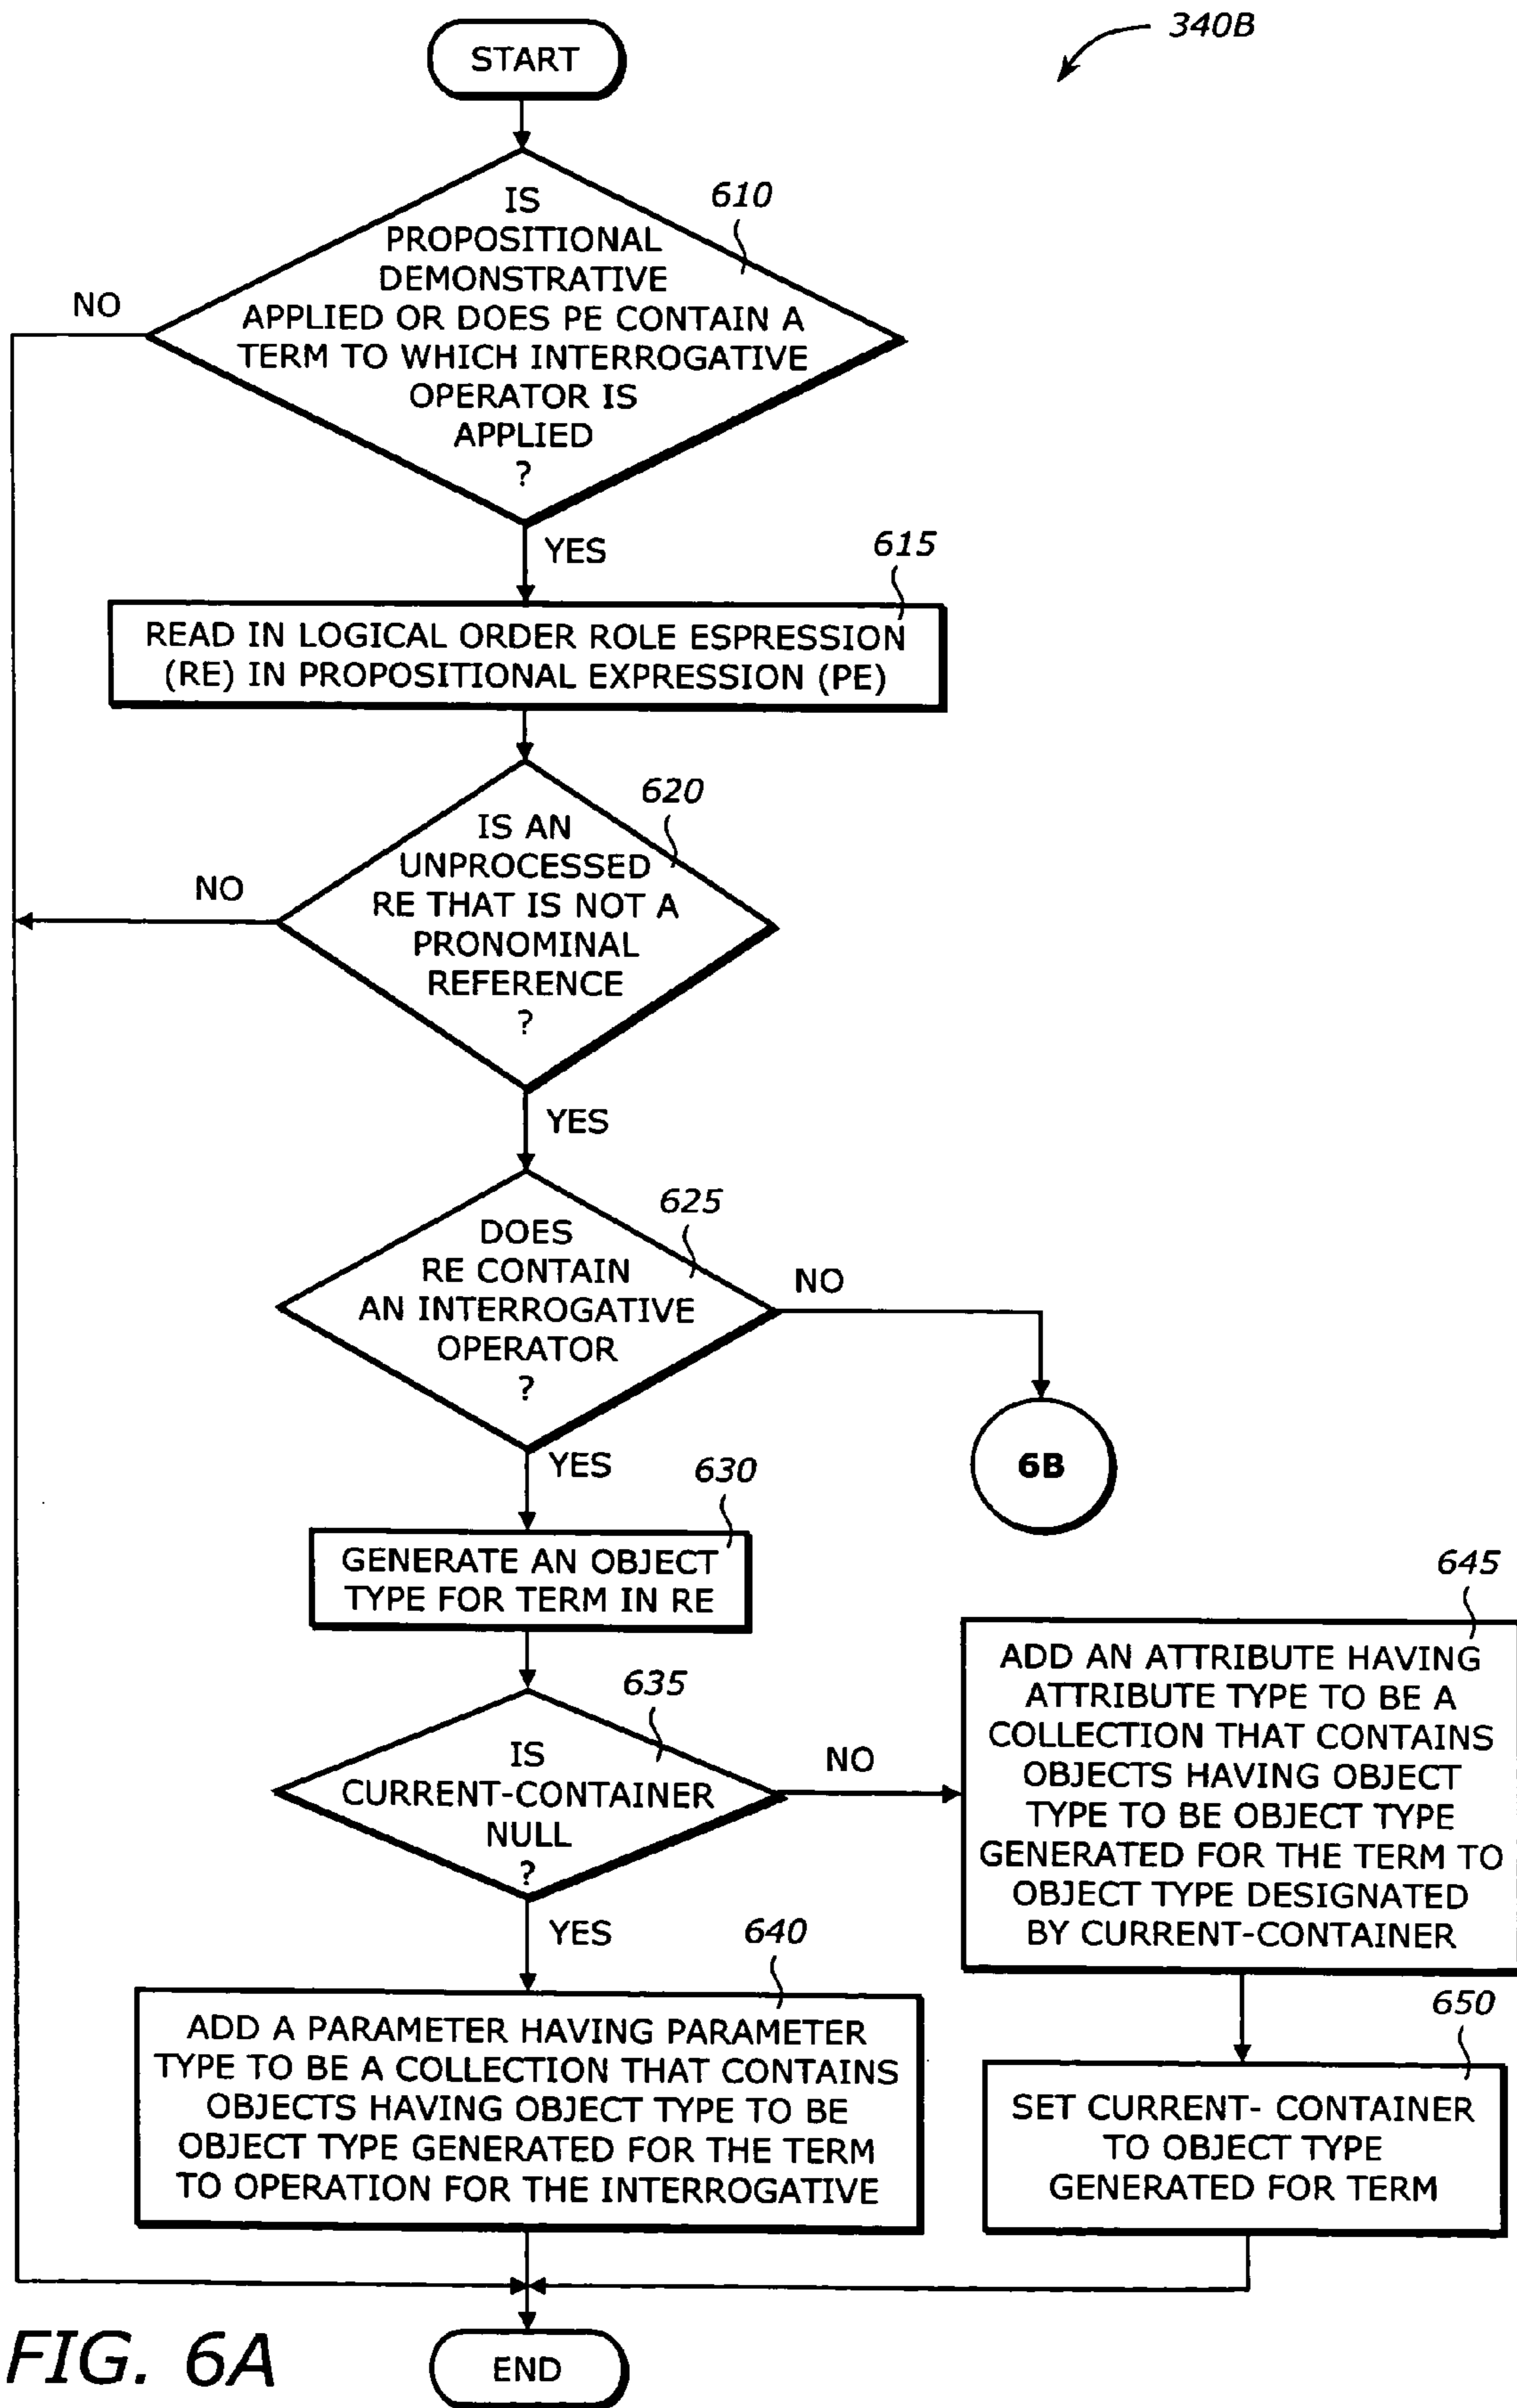 340B
START
610
IS
PROPOSITIONAL
DEMONSTRATIVE
APPLIED OR DOES PE CONTAIN A
TERM TO WHICH INTERROGATIVE
OPERATOR IS
APPLIED
?
NO
YES
615
READ IN LOGICAL ORDER ROLE ESPRESSION
(RE) IN PROPOSITIONAL EXPRESSION (PE)
620
IS AN
UNPROCESSED
RE THAT IS NOT A
PRONOMINAL
REFERENCE
?
NO
YES
625
DOES
RE CONTAIN
AN INTERROGATIVE
OPERATOR
?
NO
6B
YES
630
GENERATE AN OBJECT
TYPE FOR TERM IN RE
635
IS
CURRENT-CONTAINER
NULL
?
NO
645
ADD AN ATTRIBUTE HAVING
ATTRIBUTE TYPE TO BE A
COLLECTION THAT CONTAINS
OBJECTS HAVING OBJECT
TYPE TO BE OBJECT TYPE
GENERATED FOR THE TERM TO
OBJECT TYPE DESIGNATED
BY CURRENT-CONTAINER
YES
640
ADD A PARAMETER HAVING PARAMETER
TYPE TO BE A COLLECTION THAT CONTAINS
OBJECTS HAVING OBJECT TYPE TO BE
OBJECT TYPE GENERATED FOR THE TERM
TO OPERATION FOR THE INTERROGATIVE
650
SET CURRENT- CONTAINER
TO OBJECT TYPE
GENERATED FOR TERM
END
FIG. 6A